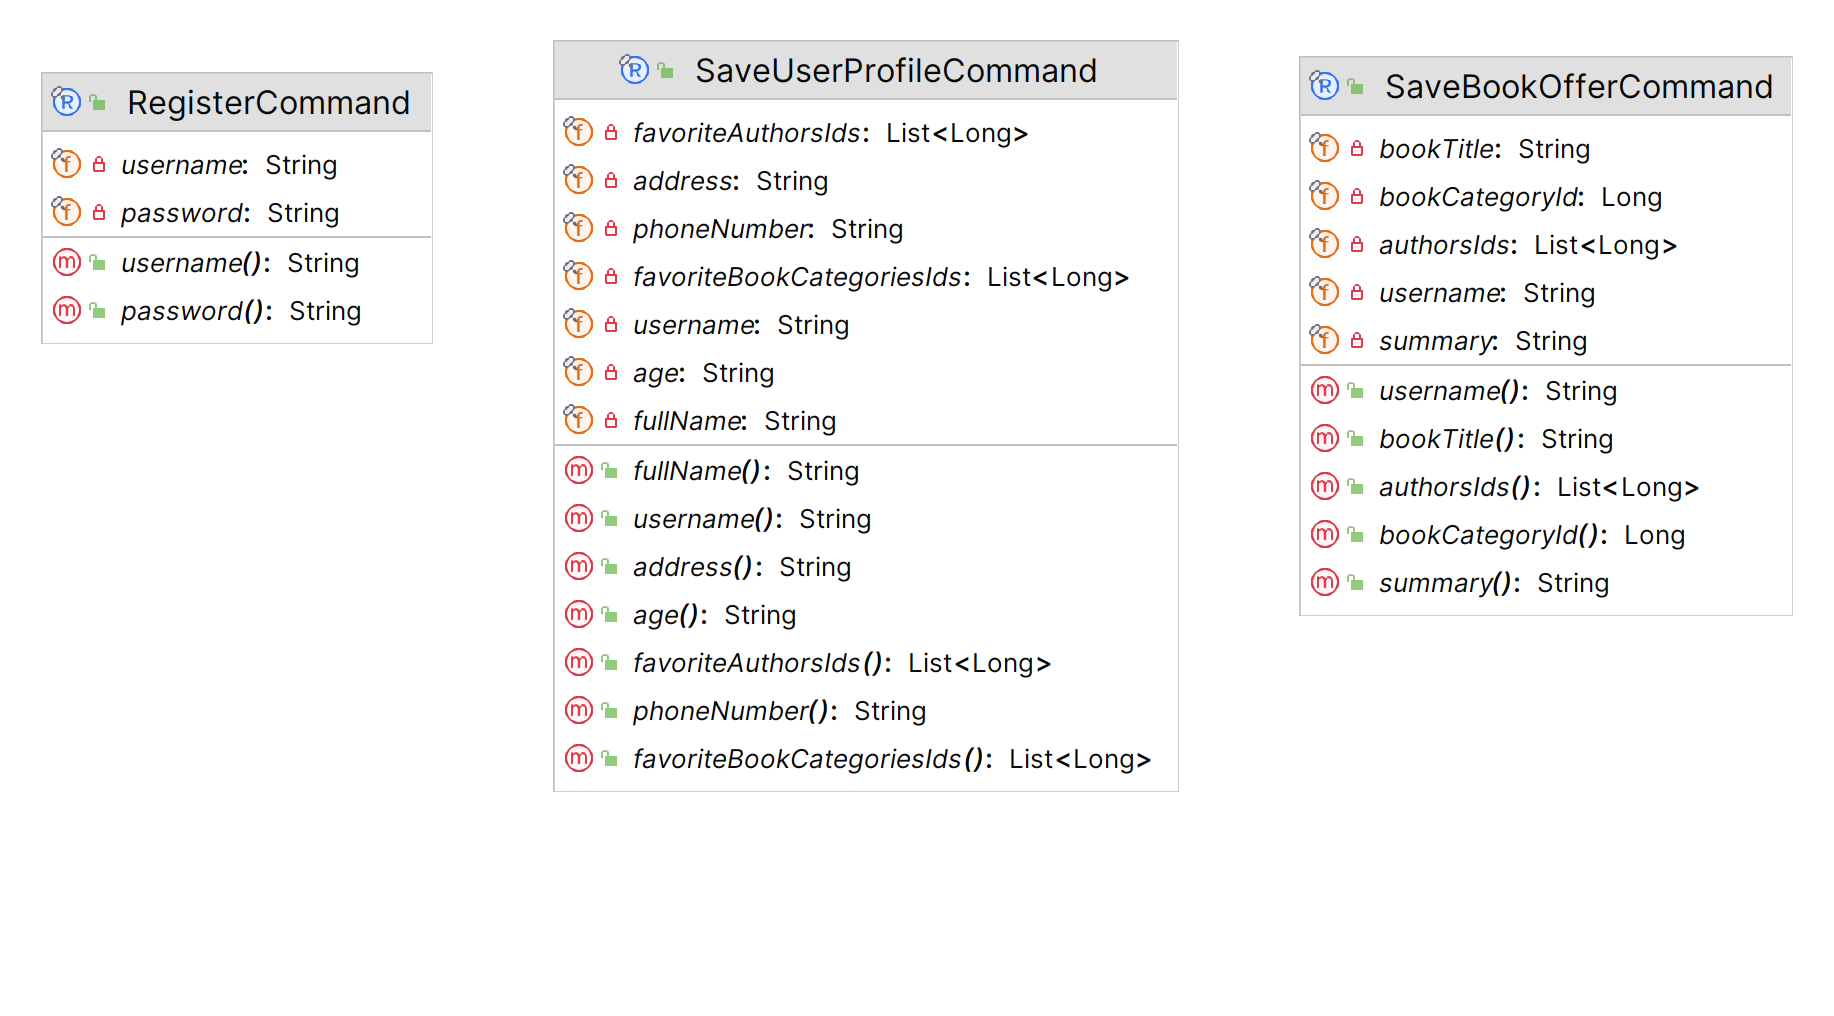 RegisterCommand
username: String
password: String
username(): String
password(): String
SaveUserProfileCommand
favoriteAuthorsIds: List<Long>
address: String
phoneNumber: String
favoriteBookCategoriesIds: List<Long>
username: String
age: String
fullName: String
fullName(): String
username(): String
address(): String
age(): String
favoriteAuthorsIds(): List<Long>
phoneNumber(): String
favoriteBookCategoriesIds(): List<Long>
SaveBookOfferCommand
bookTitle: String
bookCategoryId: Long
authorsIds: List<Long>
username: String
summary: String
username(): String
bookTitle(): String
authorsIds(): List<Long>
bookCategoryId(): Long
summary(): String